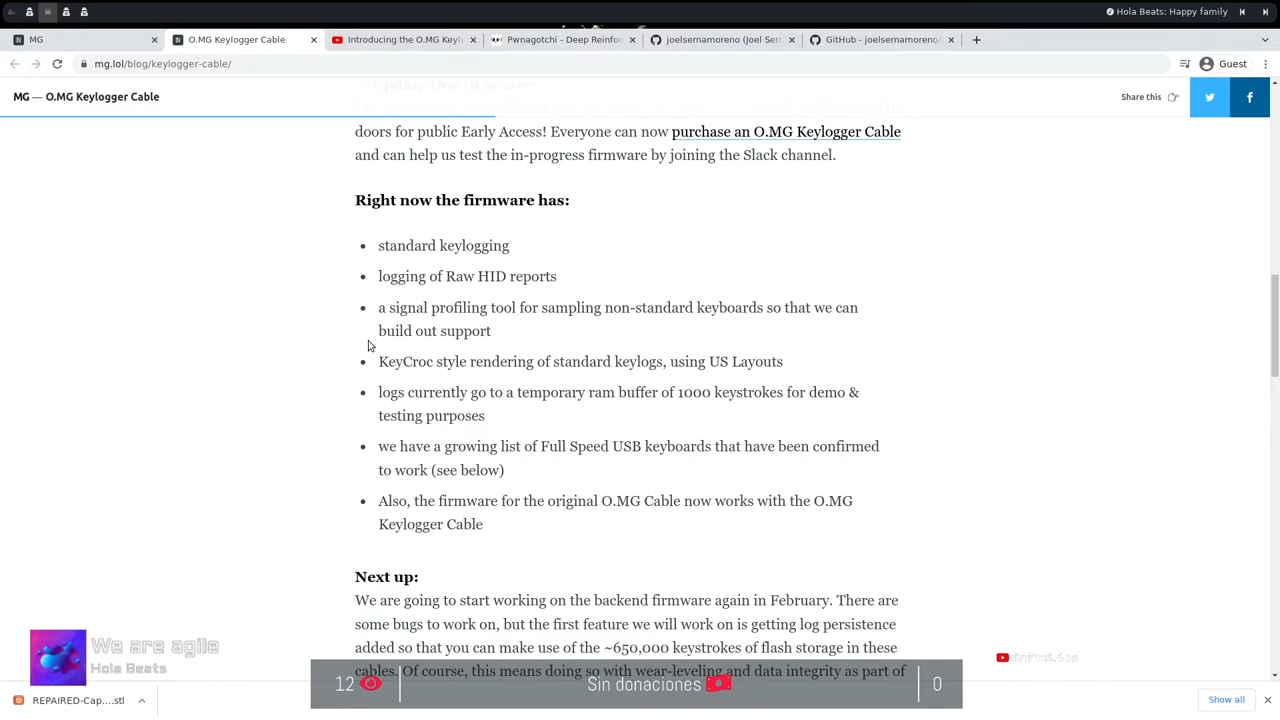 Hola Beats: Happy family
MG
O.MG Keylogger Cable
Introducing the O.MG Keylo
Pwnagotchi - Deep Reinfor
joelsernamoreno (Joel Ser
GitHub - joelsernamoreno/
mg.lol/blog/keylogger-cable/
Guest
MG — O.MG Keylogger Cable
Share this
doors for public Early Access! Everyone can now purchase an O.MG Keylogger Cable
and can help us test the in-progress firmware by joining the Slack channel.
Right now the firmware has:
• standard keylogging
• logging of Raw HID reports
• a signal profiling tool for sampling non-standard keyboards so that we can
build out support
• KeyCroc style rendering of standard keylogs, using US Layouts
• logs currently go to a temporary ram buffer of 1000 keystrokes for demo &
testing purposes
• we have a growing list of Full Speed USB keyboards that have been confirmed
to work (see below)
• Also, the firmware for the original O.MG Cable now works with the O.MG
Keylogger Cable
Next up:
We are going to start working on the backend firmware again in February. There are
some bugs to work on, but the first feature we will work on is getting log persistence
added so that you can make use of the ~650,000 keystrokes of flash storage in these
cables. Of course, this means doing so with wear-leveling and data integrity as part of
We are agile
Hola Beats
12
Sin donaciones
0
REPAIRED-Cap....stl
Show all